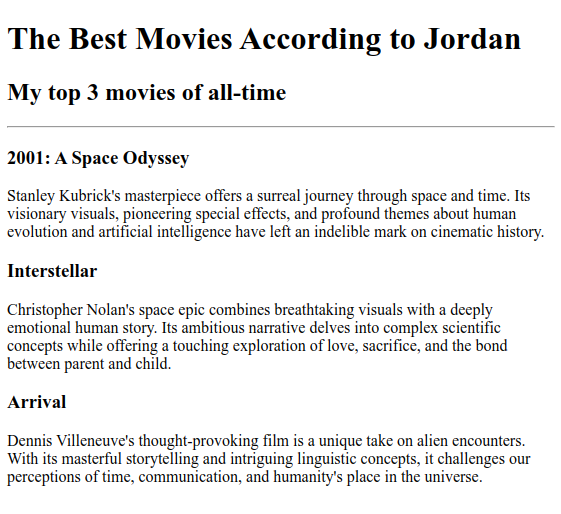 The Best Movies According to Jordan
My top 3 movies of all-time
2001: A Space Odyssey
Stanley Kubrick's masterpiece offers a surreal journey through space and time. Its
visionary visuals, pioneering special effects, and profound themes about human
evolution and artificial intelligence have left an indelible mark on cinematic history.
Interstellar
Christopher Nolan's space epic combines breathtaking visuals with a deeply
emotional human story. Its ambitious narrative delves into complex scientific
concepts while offering a touching exploration of love, sacrifice, and the bond
between parent and child.
Arrival
Dennis Villeneuve's thought-provoking film is a unique take on alien encounters.
With its masterful storytelling and intriguing linguistic concepts, it challenges our
perceptions of time, communication, and humanity's place in the universe.